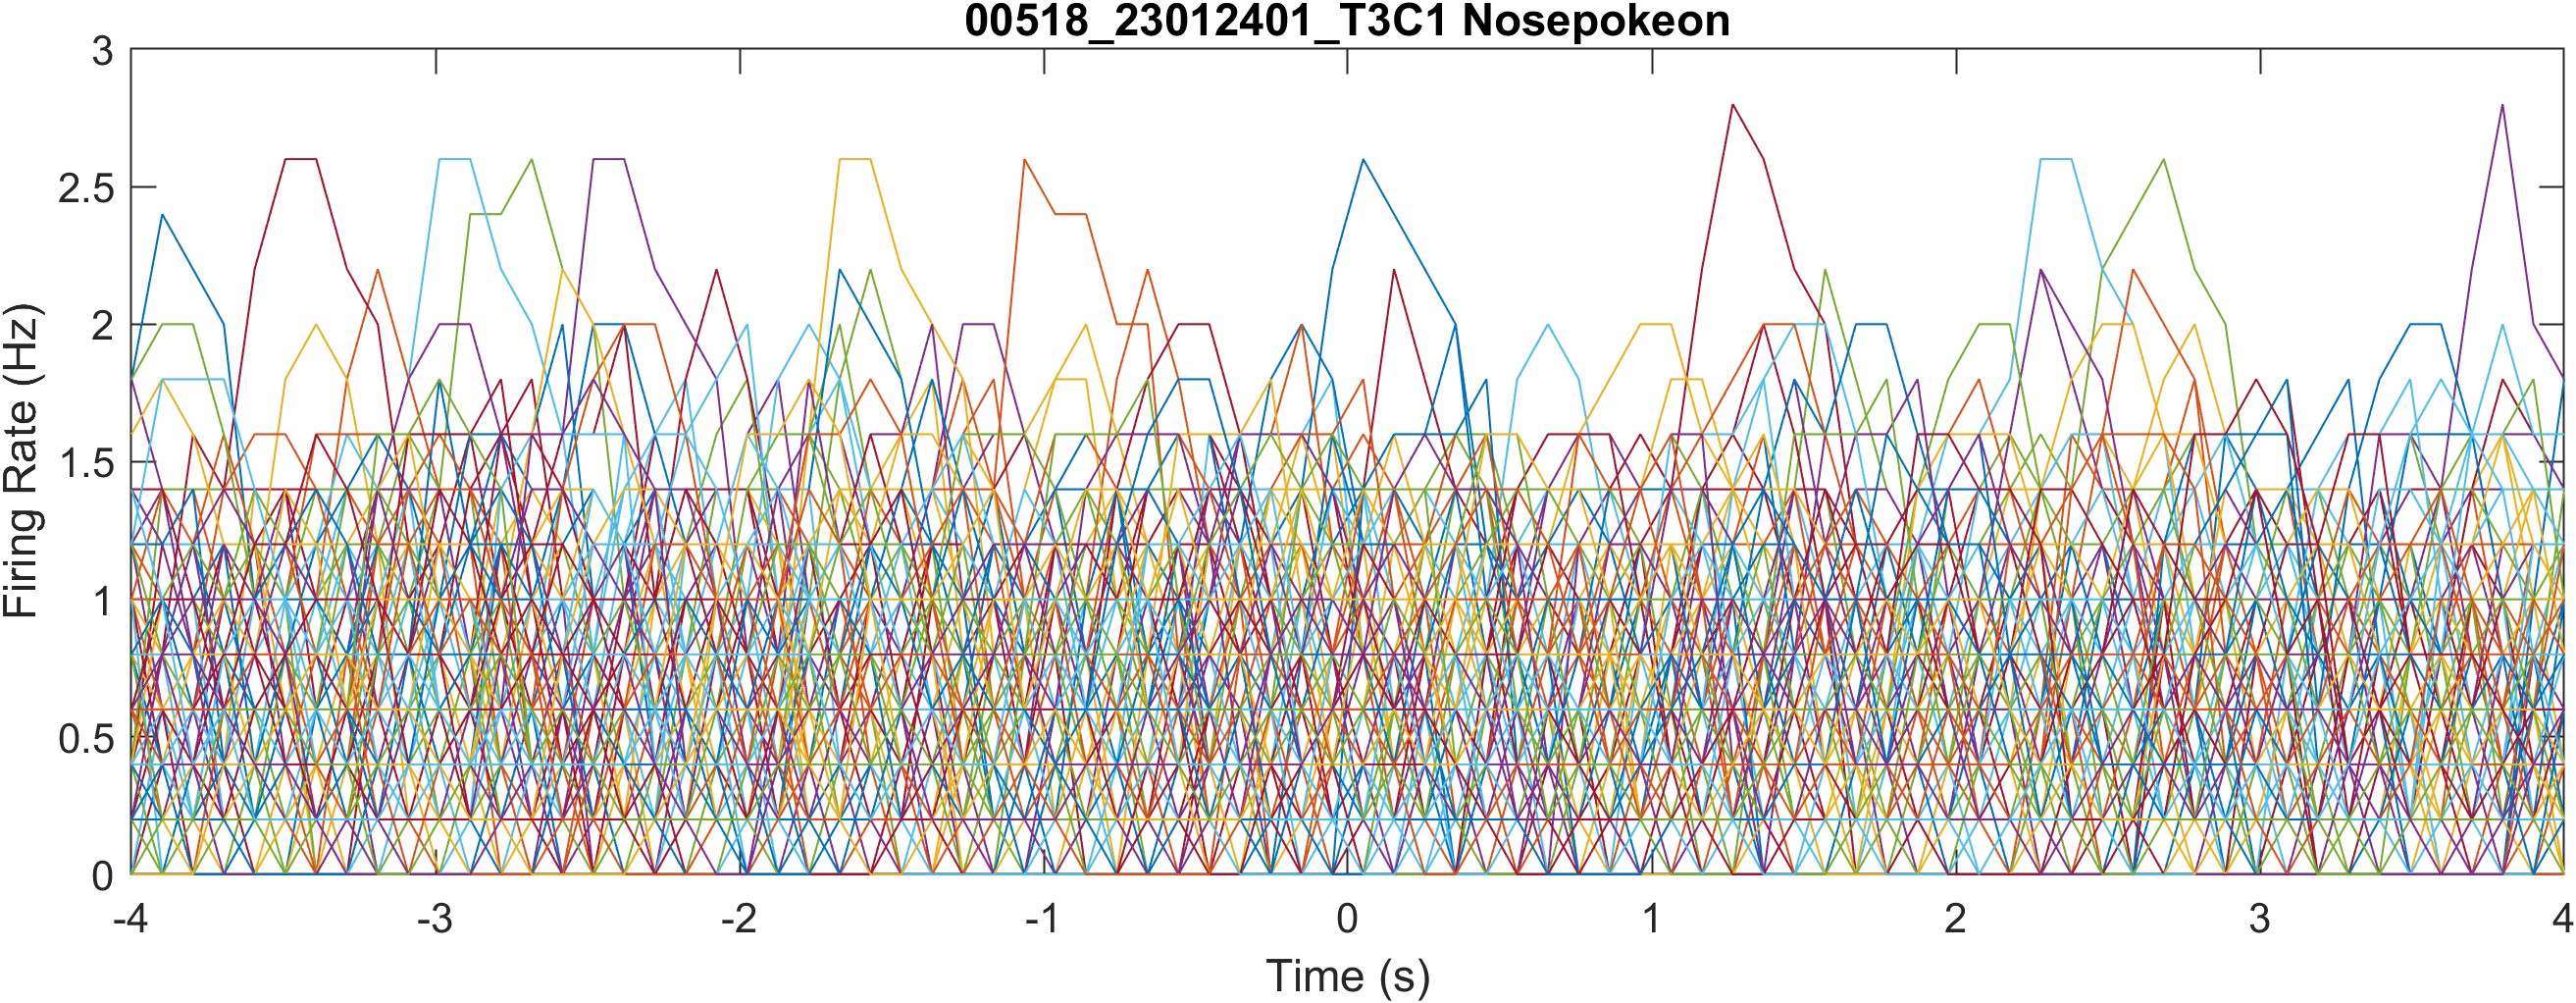 00518_23012401_T3C1 Nosepokeon
3
2.5
2
1.5
1
0.5
0
Firing Rate (Hz)
-4 -3 -2 -1 0 1 2 3 4
Time (s)